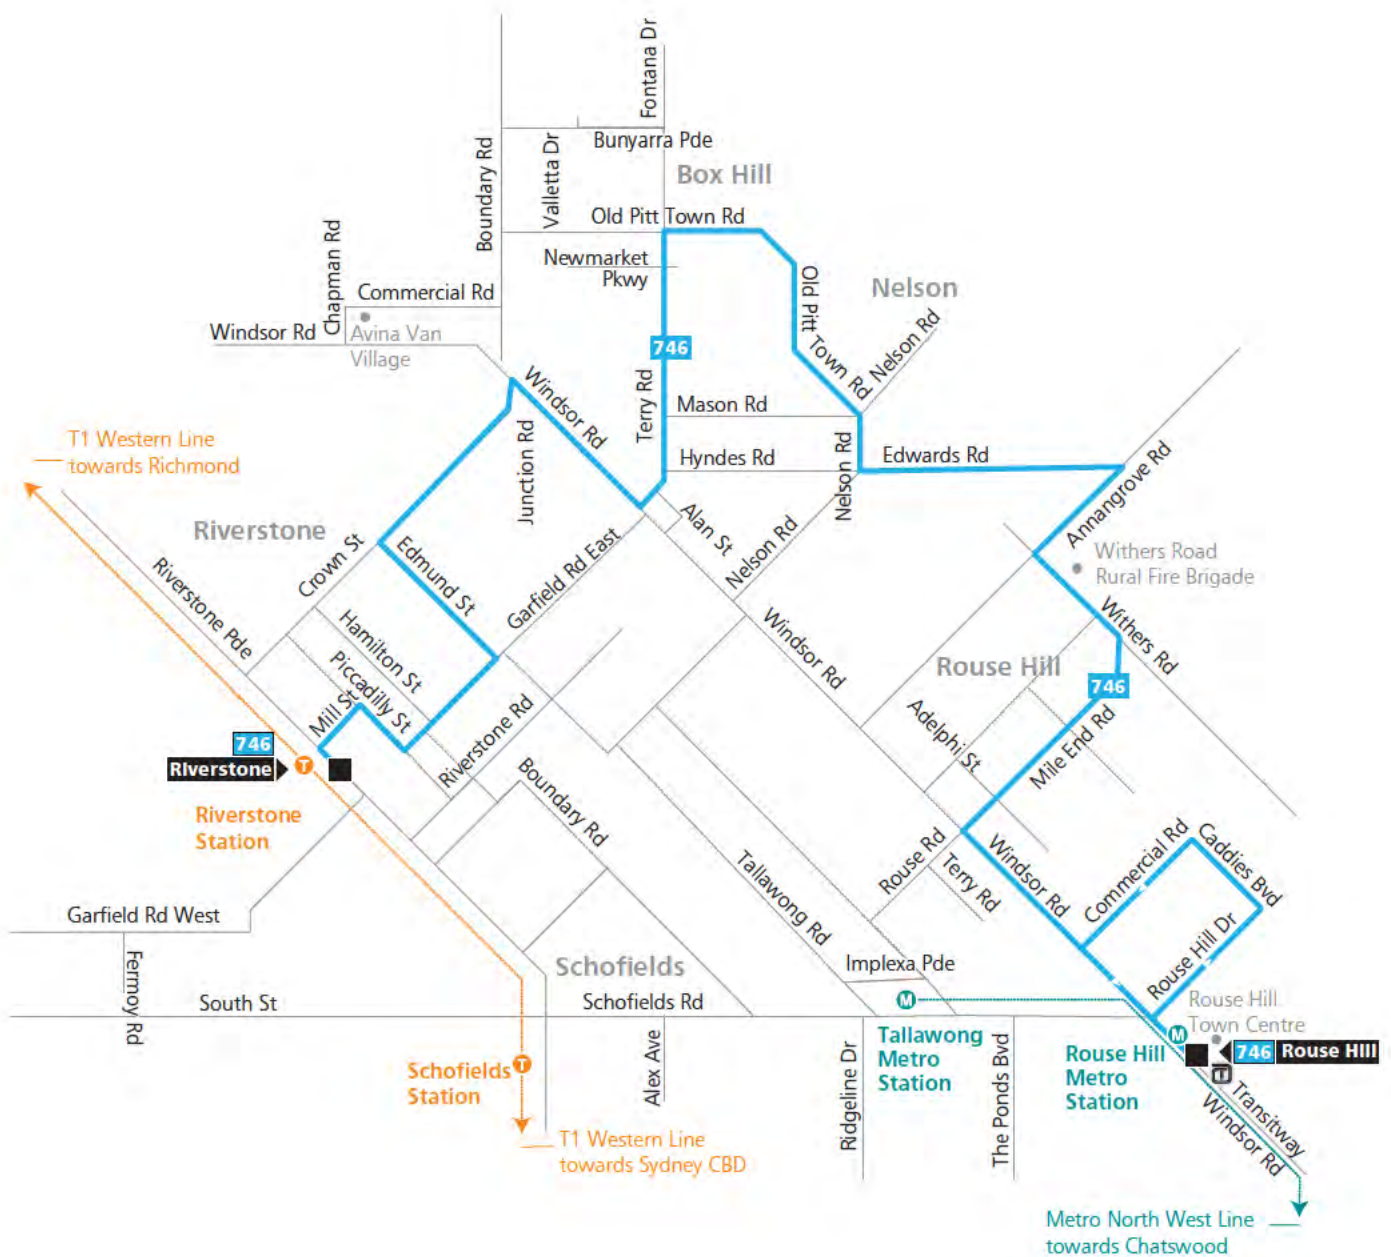 Fontana Dr
Bunyarra Pde
Valletta Dr
Boundary Rd
Box Hill
Old Pitt Town Rd
Newmarket
Pkwy
Chapman Rd
Commercial Rd
Windsor Rd
Avina Van
Village
Old Pitt
Town Rd
Nelson
Nelson Rd
746
Windsor Rd
Terry Rd
Mason Rd
Hyndes Rd
Nelson Rd
Edwards Rd
Annangrove Rd
T1 Western Line
towards Richmond
Junction Rd
Riverstone
Crown St
Edmund St
Garfield Rd East
Alan St
Nelson Rd
Withers Road
Rural Fire Brigade
Riverstone Pde
Hamilton St
Piccadilly St
Mill St
Windsor Rd
Withers Rd
Rouse Hill
746
Adelphi St
Mile End Rd
Riverstone Rd
746
Riverstone
T
Riverstone
Station
Boundary Rd
Tallawong Rd
Rouse Rd
Terry Rd
Windsor Rd
Commercial Rd
Caddies Bvd
Rouse Hill Dr
Garfield Rd West
Fermoy Rd
South St
Schofields
Schofields Rd
Implexa Pde
M
Tallawong
Metro
Station
Rouse Hill
Town Centre
M
746 Rouse Hill
T
Rouse Hill
Metro
Station
Transitway
Windsor Rd
Schofields
Station
T
Alex Ave
Ridgeline Dr
The Ponds Bvd
T1 Western Line
towards Sydney CBD
Metro North West Line
towards Chatswood